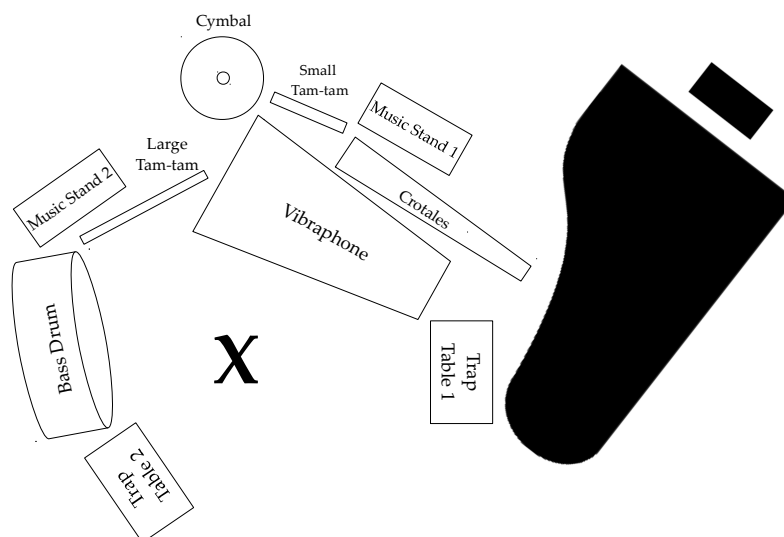 Cymbal
Small
Tam-tam
Music Stand 1
Large
Tam-tam
Music Stand 2
Crotales
Vibraphone
Bass Drum
X
Trap
Table 1
Trap
Table 2